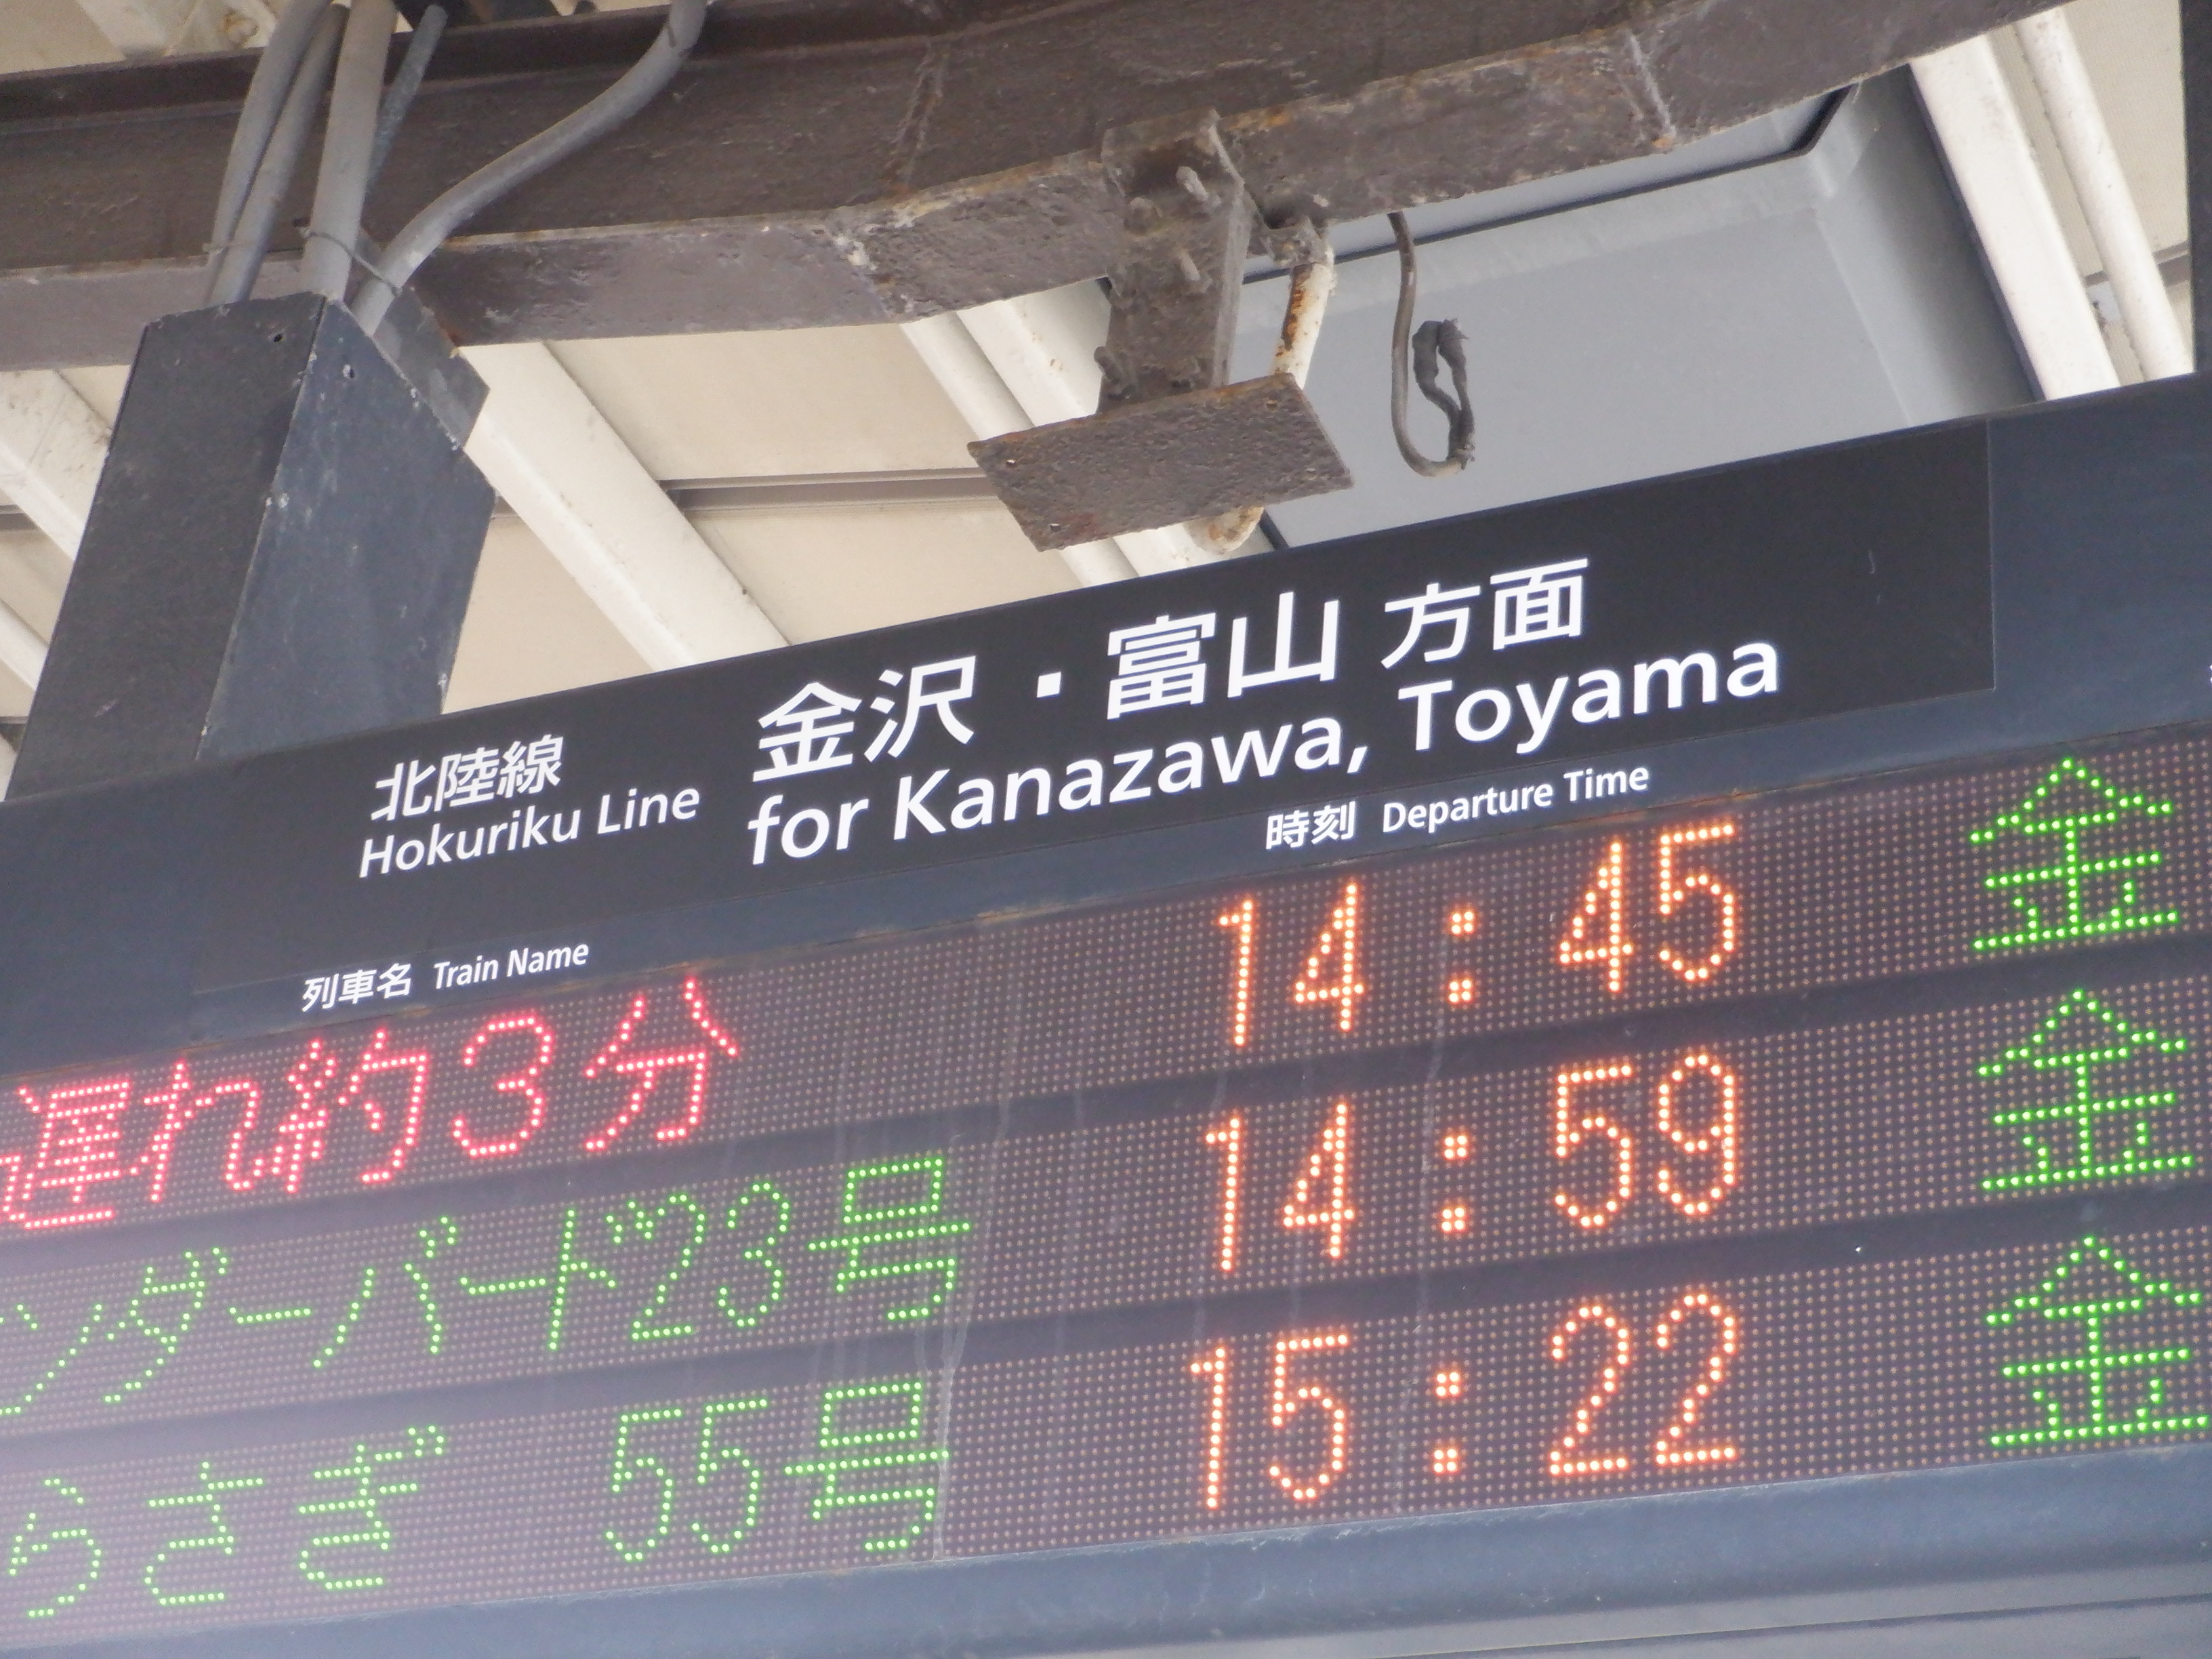 北陸線 金沢・富山 方面
Hokuriku Line for Kanazawa, Toyama
列車名 Train Name 時刻 Departure Time
遅れ約3分 14:45 金
ンダーバード23号 14:59 金
らさぎ 55号 15:22 金